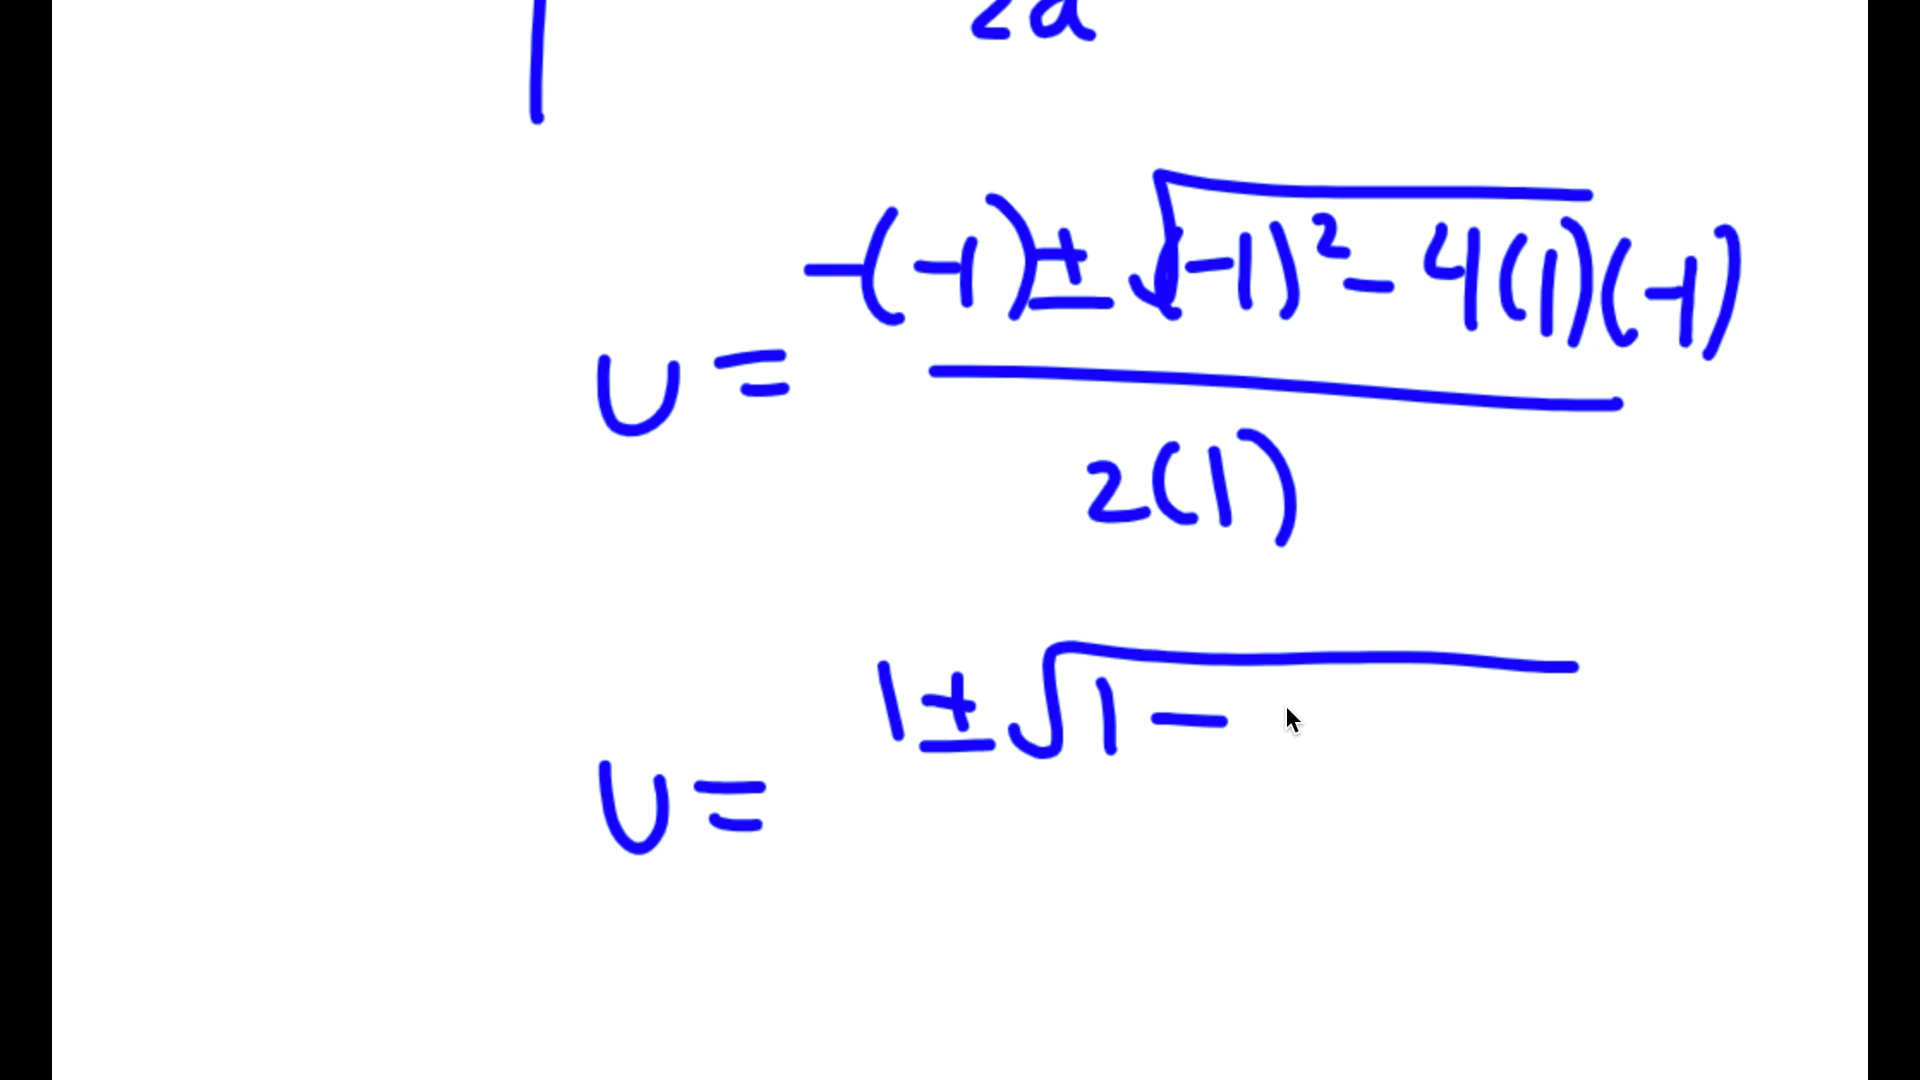 2a
U = -(-1) ± √(-1)² - 4(1)(-1)
2(1)
U = 1 ± √1 -